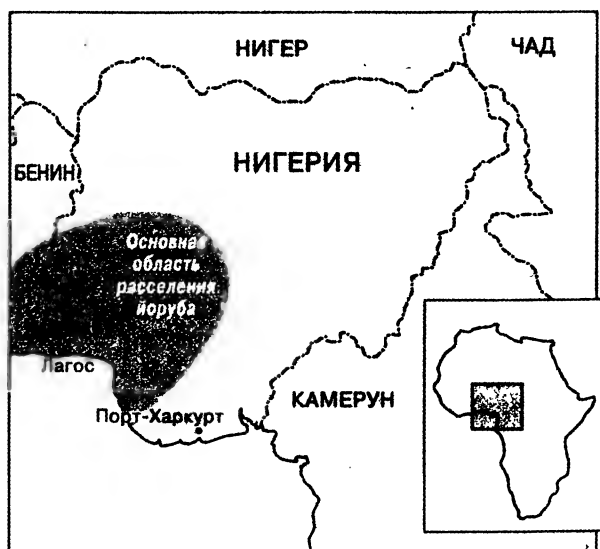 НИГЕР
ЧАД
НИГЕРИЯ
БЕНИН
Основная
область
расселения
йоруба
Лагос
КАМЕРУН
Порт-Харкурт